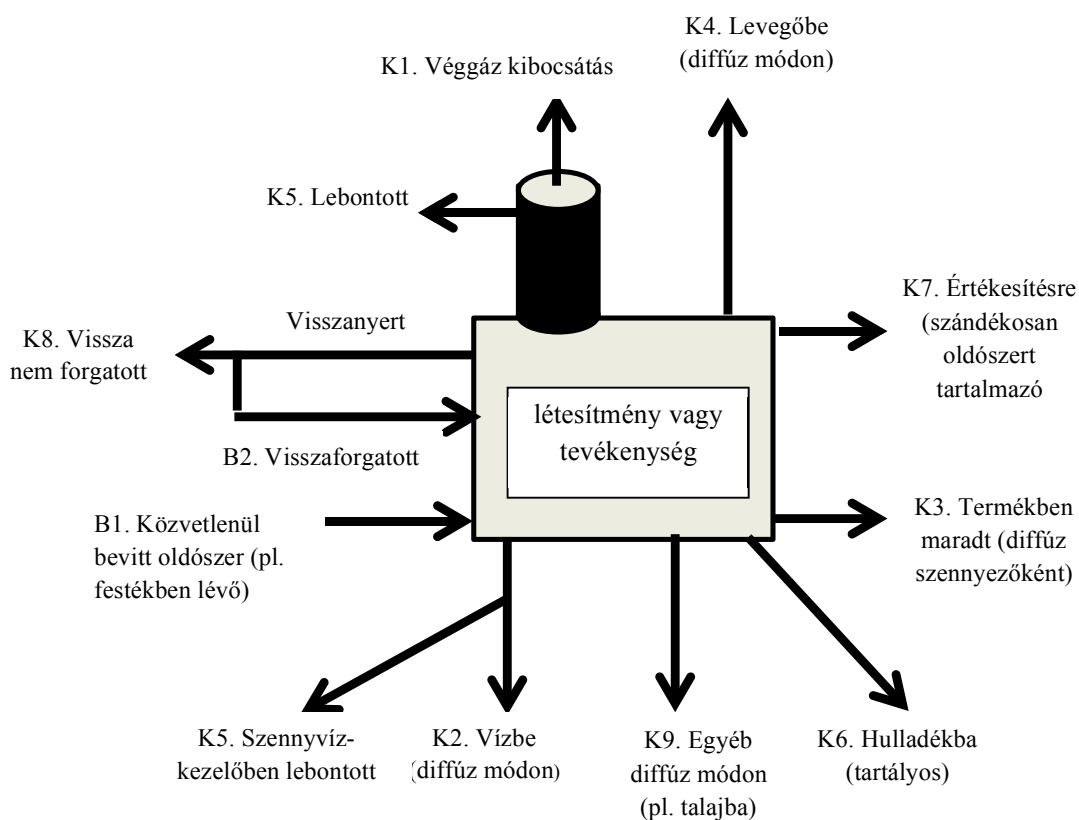 K4. Levegőbe
(diffúz módon)
K1. Véggáz kibocsátás
K5. Lebontott
K7. Értékesítésre
(szándékosan
oldószert
tartalmazó
Visszanyert
K8. Vissza
nem forgatott
létesítmény vagy
tevékenység
B2. Visszaforgatott
B1. Közvetlenül
bevitt oldószer (pl.
festékben lévő)
K3. Termékben
maradt (diffúz
szennyezőként)
K5. Szennyvíz-
kezelőben lebontott
K2. Vízbe
(diffúz módon)
K9. Egyéb
diffúz módon
(pl. talajba)
K6. Hulladékba
(tartályos)